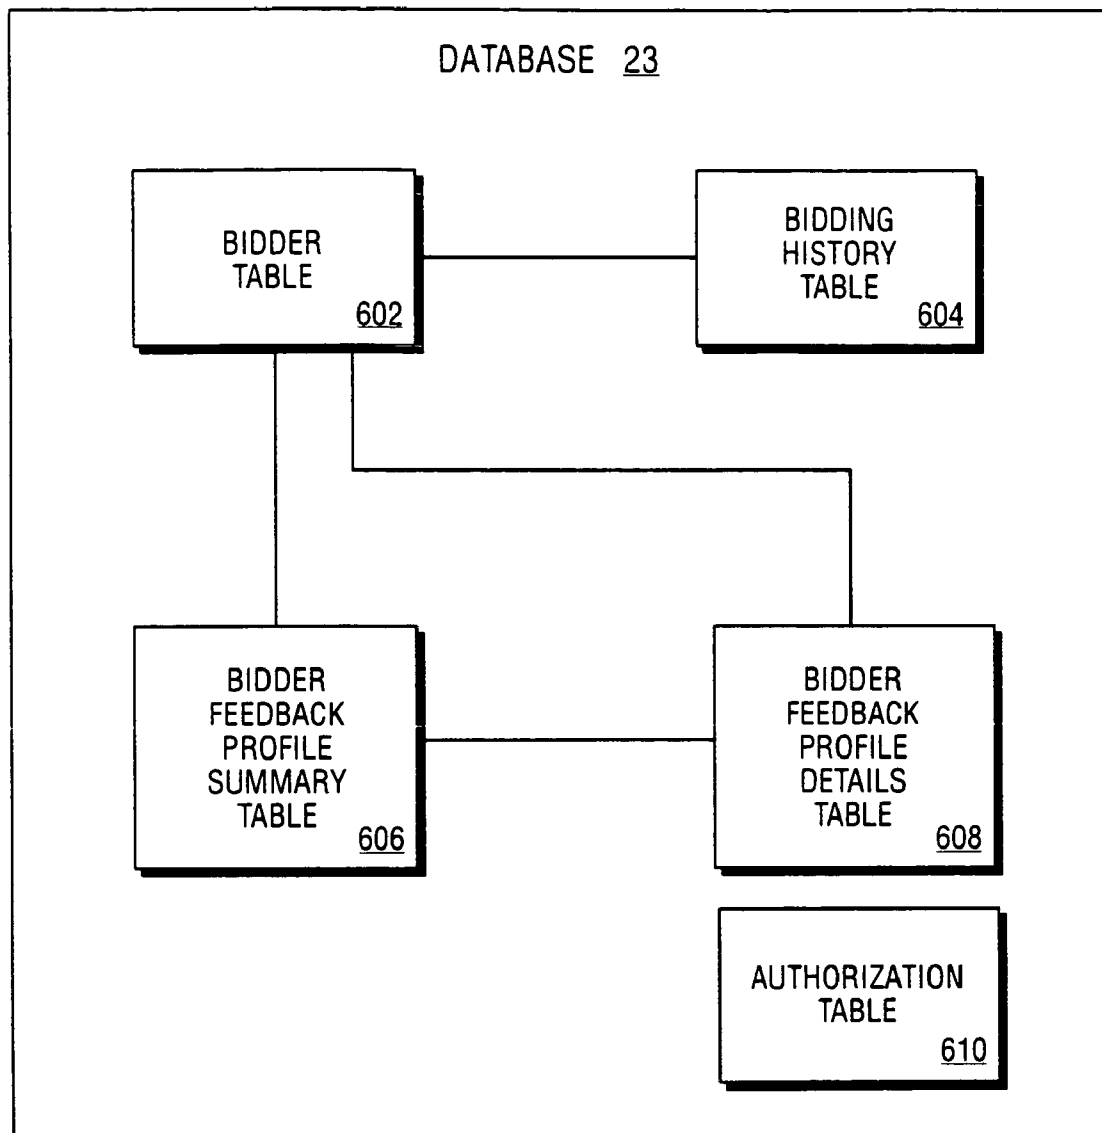 DATABASE 23
BIDDER
TABLE
602
BIDDING
HISTORY
TABLE
604
BIDDER
FEEDBACK
PROFILE
SUMMARY
TABLE
606
BIDDER
FEEDBACK
PROFILE
DETAILS
TABLE
608
AUTHORIZATION
TABLE
610